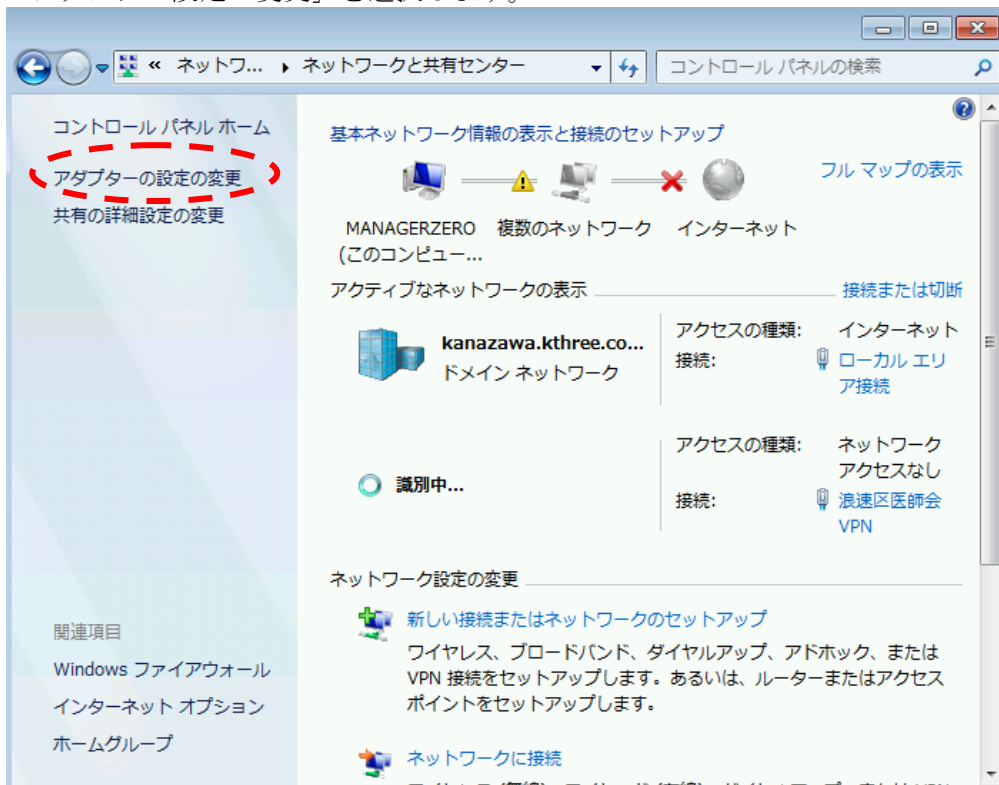 設定の変更」を選択します。
« ネットワ... ネットワークと共有センター コントロール パネルの検索
コントロール パネル ホーム
アダプターの設定の変更
共有の詳細設定の変更
基本ネットワーク情報の表示と接続のセットアップ
フル マップの表示
MANAGERZERO 複数のネットワーク インターネット
(このコンピュー...
アクティブなネットワークの表示 接続または切断
kanazawa.kthree.co...
ドメイン ネットワーク
アクセスの種類: インターネット
接続: ローカル エリ
ア接続
識別中...
アクセスの種類: ネットワーク
アクセスなし
接続: 浪速区医師会
VPN
ネットワーク設定の変更
新しい接続またはネットワークのセットアップ
ワイヤレス、ブロードバンド、ダイヤルアップ、アドホック、または
VPN 接続をセットアップします。あるいは、ルーターまたはアクセス
ポイントをセットアップします。
ネットワークに接続
関連項目
Windows ファイアウォール
インターネット オプション
ホームグループ